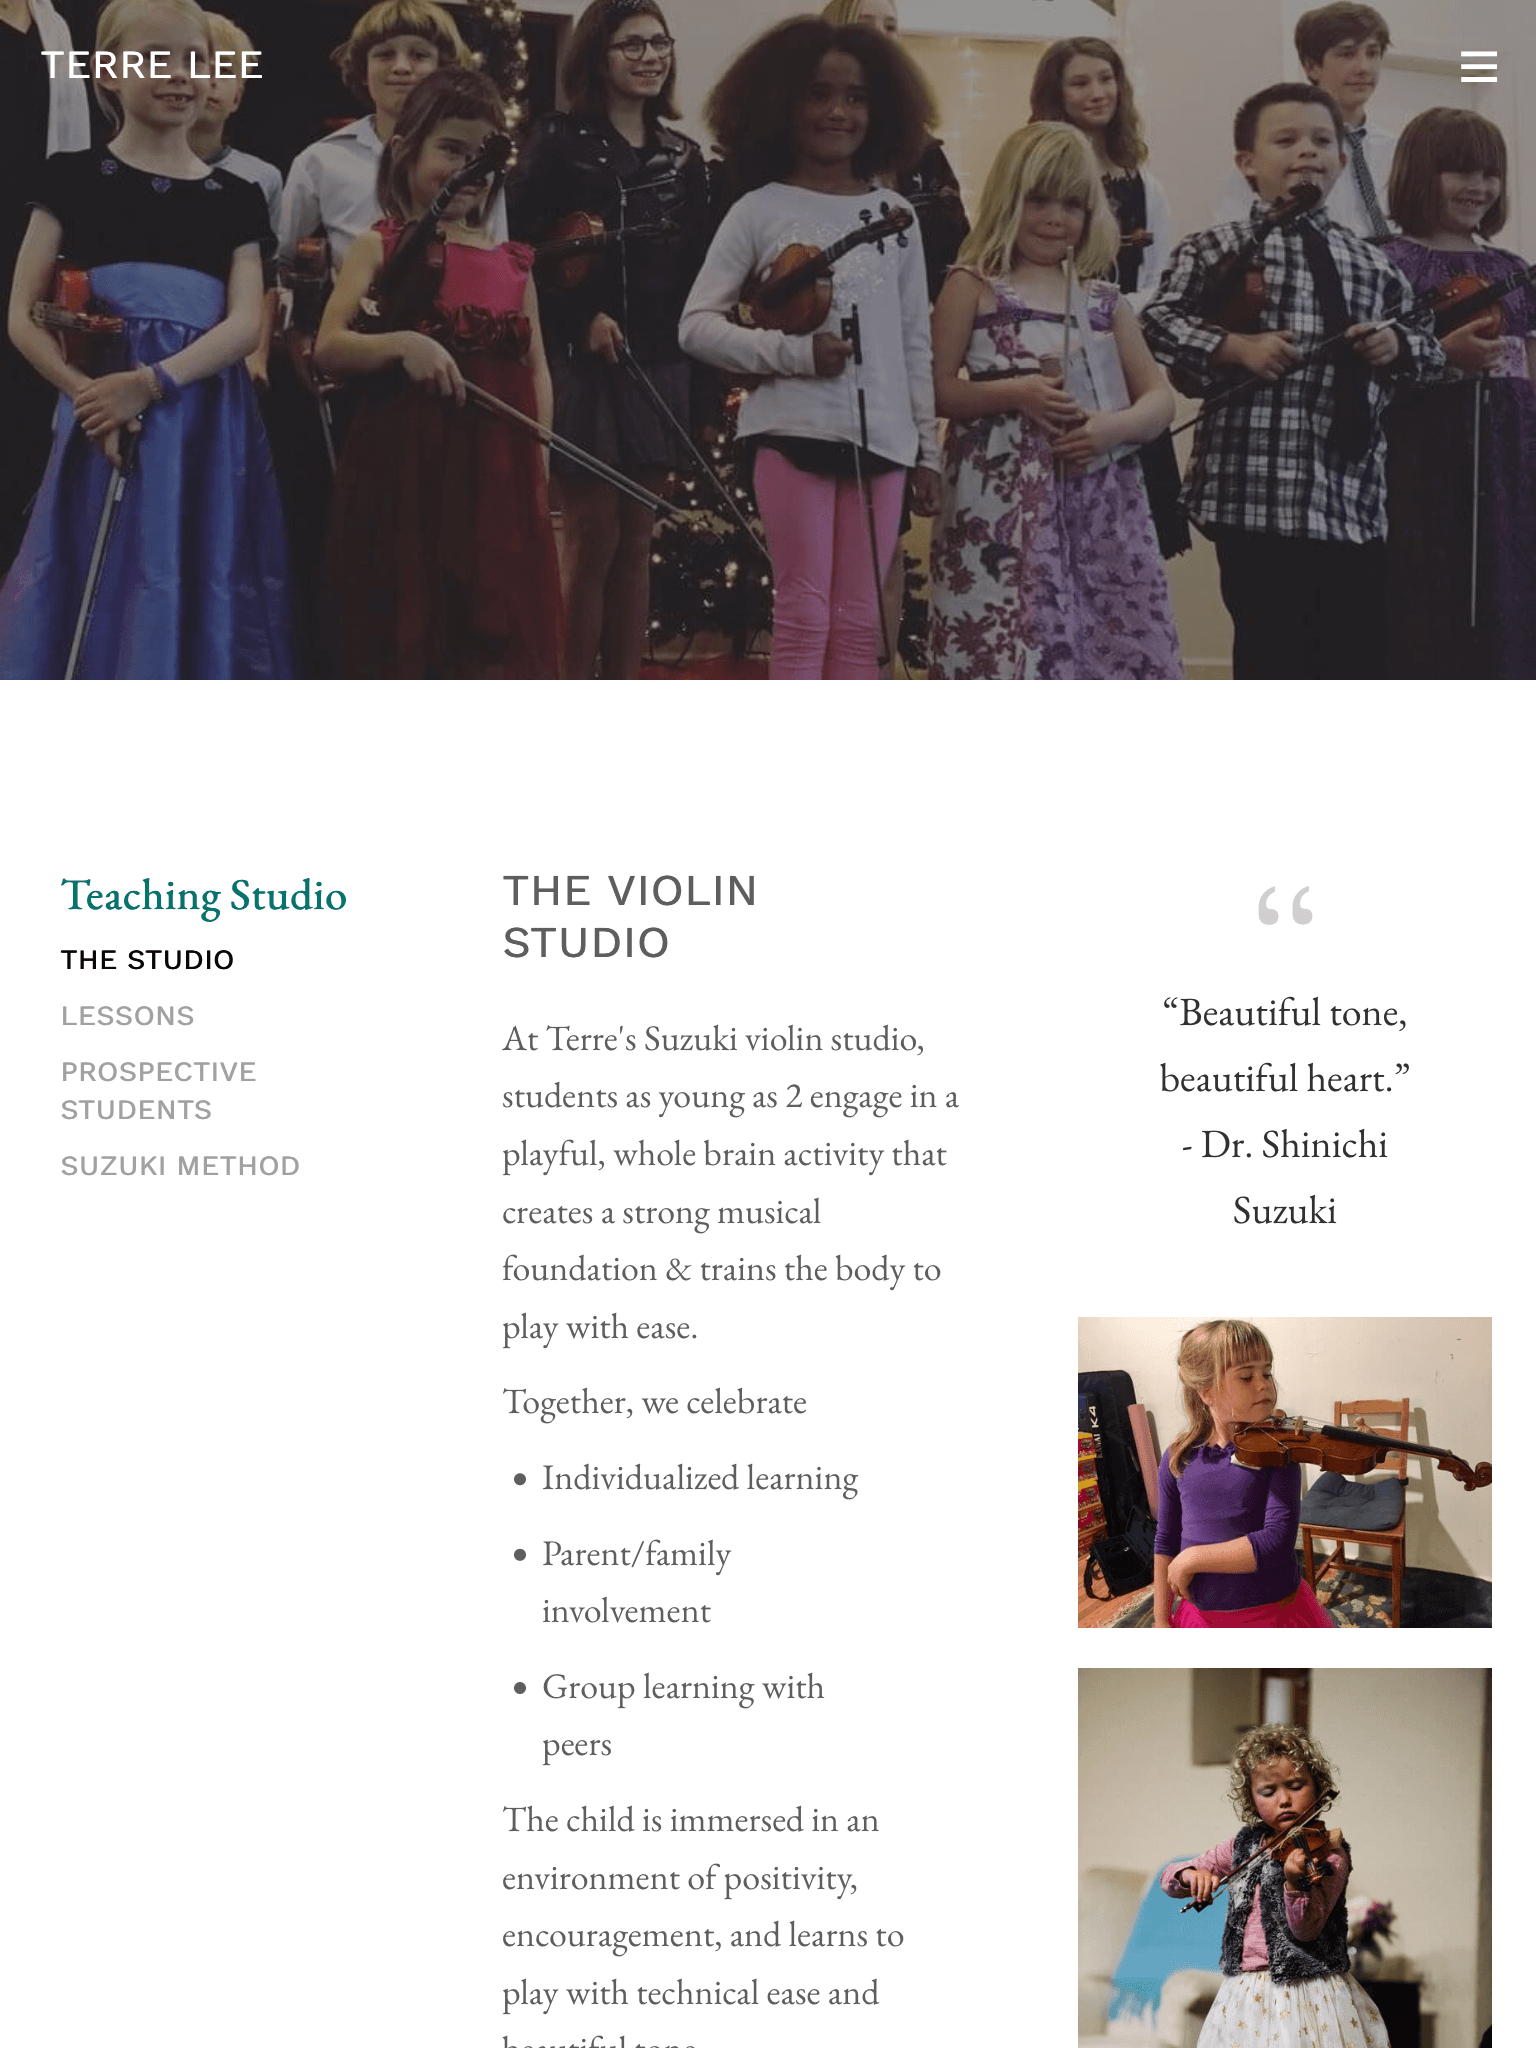 TERRE LEE
Teaching Studio
THE STUDIO
LESSONS
PROSPECTIVE
STUDENTS
SUZUKI METHOD
THE VIOLIN
STUDIO
At Terre's Suzuki violin studio,
students as young as 2 engage in a
playful, whole brain activity that
creates a strong musical
foundation & trains the body to
play with ease.
Together, we celebrate
• Individualized learning
• Parent/family
involvement
• Group learning with
peers
The child is immersed in an
environment of positivity,
encouragement, and learns to
play with technical ease and
beautiful tone.
“
“Beautiful tone,
beautiful heart.”
- Dr. Shinichi
Suzuki